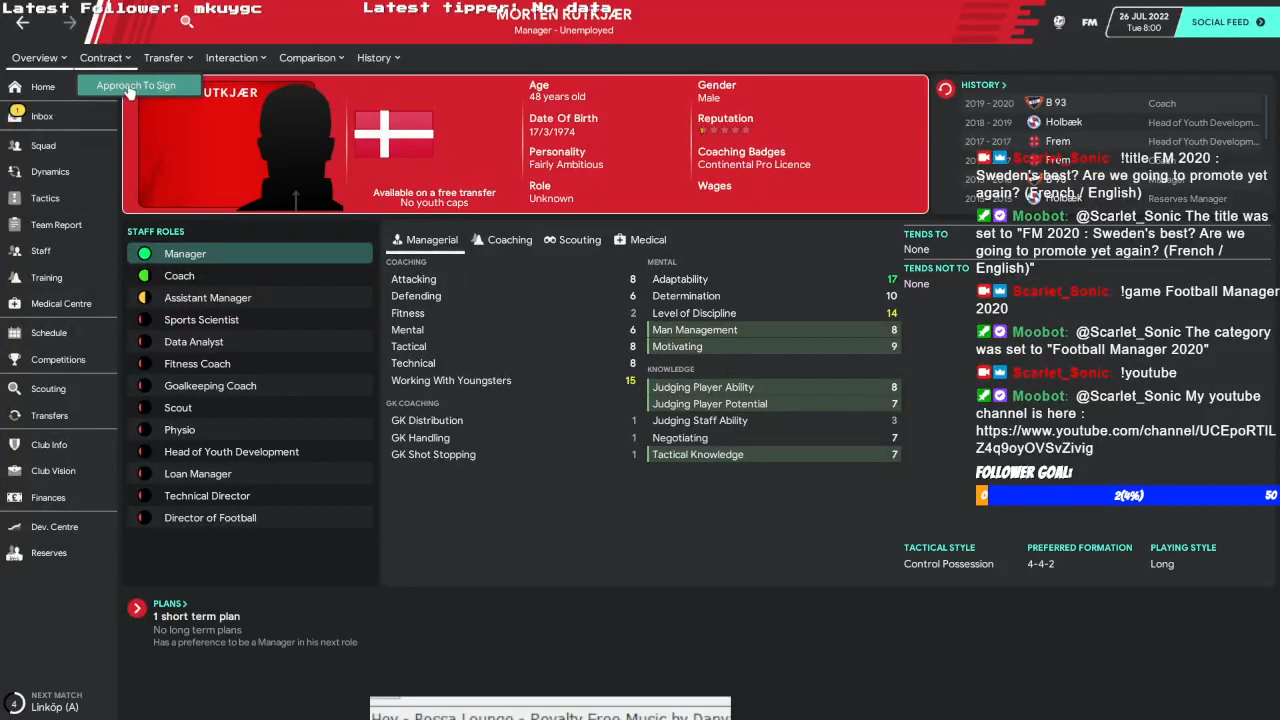 Latest Follower: mkuygc
Latest tipper: No data
MORTEN RUTKJÆR
Manager - Unemployed
FM
26 JUL 2022
Tue 8:00
SOCIAL FEED
Overview
Contract
Transfer
Interaction
Comparison
History
Approach To Sign
Home
1
Inbox
Squad
Dynamics
Tactics
Team Report
Staff
Training
Medical Centre
Schedule
Competitions
Scouting
Transfers
Club Info
Club Vision
Finances
Dev. Centre
Reserves
4
NEXT MATCH
Linköp (A)
UTKJÆR
Available on a free transfer
No youth caps
Age
48 years old
Date Of Birth
17/3/1974
Personality
Fairly Ambitious
Role
Unknown
Gender
Male
Reputation
Coaching Badges
Continental Pro Licence
Wages
HISTORY
2019 - 2020 B 93 Coach
2018 - 2019 Holbæk Head of Youth Developm...
2017 - 2017 Frem Head of Youth Developm...
Frem
Holbæk Reserves Manager
STAFF ROLES
Manager
Coach
Assistant Manager
Sports Scientist
Data Analyst
Fitness Coach
Goalkeeping Coach
Scout
Physio
Head of Youth Development
Loan Manager
Technical Director
Director of Football
Managerial
Coaching
Scouting
Medical
COACHING
Attacking 8
Defending 6
Fitness 2
Mental 6
Tactical 8
Technical 8
Working With Youngsters 15
GK COACHING
GK Distribution 1
GK Handling 1
GK Shot Stopping 1
MENTAL
Adaptability 17
Determination 10
Level of Discipline 14
Man Management 8
Motivating 9
KNOWLEDGE
Judging Player Ability 8
Judging Player Potential 7
Judging Staff Ability 3
Negotiating 7
Tactical Knowledge 7
TENDS TO
None
TENDS NOT TO
None
Scarlet_Sonic: !title FM 2020 :
Sweden's best? Are we going to promote yet
again? (French / English)
Moobot: @Scarlet_Sonic The title was
set to "FM 2020 : Sweden's best? Are we
going to promote yet again? (French /
English)"
Scarlet_Sonic: !game Football Manager
2020
Moobot: @Scarlet_Sonic The category
was set to "Football Manager 2020"
Scarlet_Sonic: !youtube
Moobot: @Scarlet_Sonic My youtube
channel is here :
https://www.youtube.com/channel/UCEpoRTlL
Z4q9oyOVSvZivig
FOLLOWER GOAL:
0 2(4%) 50
TACTICAL STYLE
Control Possession
PREFERRED FORMATION
4-4-2
PLAYING STYLE
Long
PLANS
1 short term plan
No long term plans
Has a preference to be a Manager in his next role
Hey - Bossa Lounge - Royalty Free Music by Dany